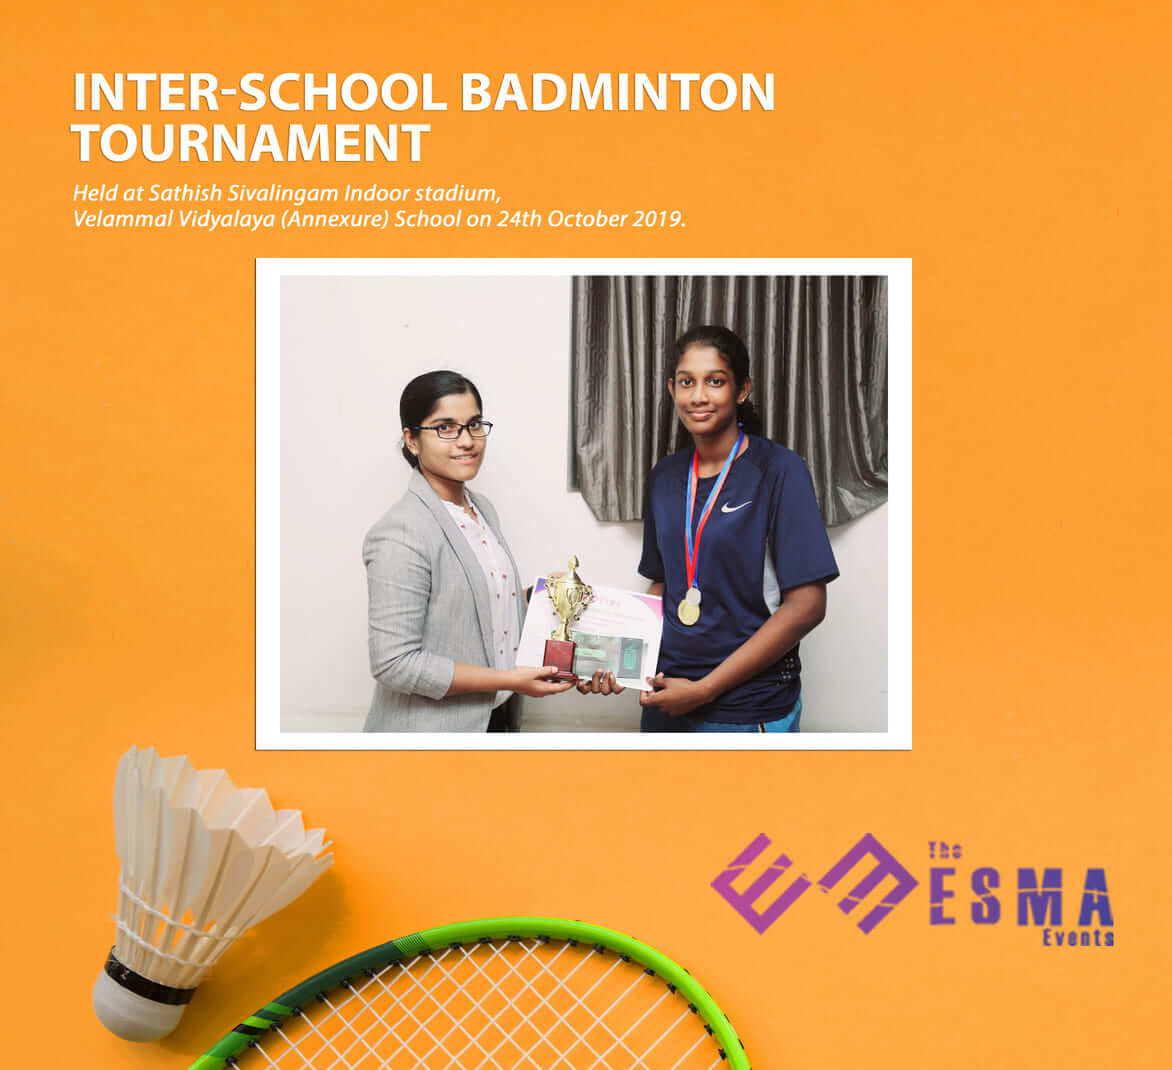 INTER-SCHOOL BADMINTON
TOURNAMENT
Held at Sathish Sivalingam Indoor stadium,
Velammal Vidyalaya (Annexure) School on 24th October 2019.
The
ESMA
Events